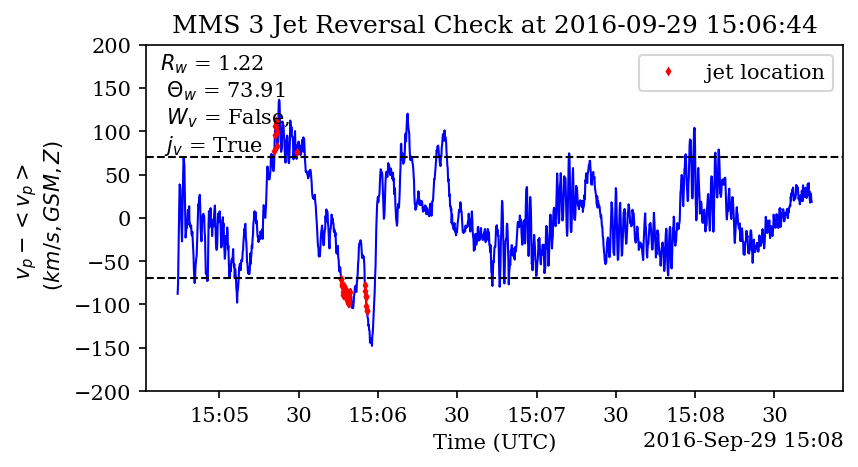 MMS 3 Jet Reversal Check at 2016-09-29 15:06:44
R_w = 1.22
Θ_w = 73.91
W_v = False,
j_v = True
jet location
v_p − < v_p >
(km/s, GSM, Z)
200
150
100
50
0
−50
−100
−150
−200
15:05
30
15:06
30
15:07
30
15:08
30
Time (UTC)
2016-Sep-29 15:08